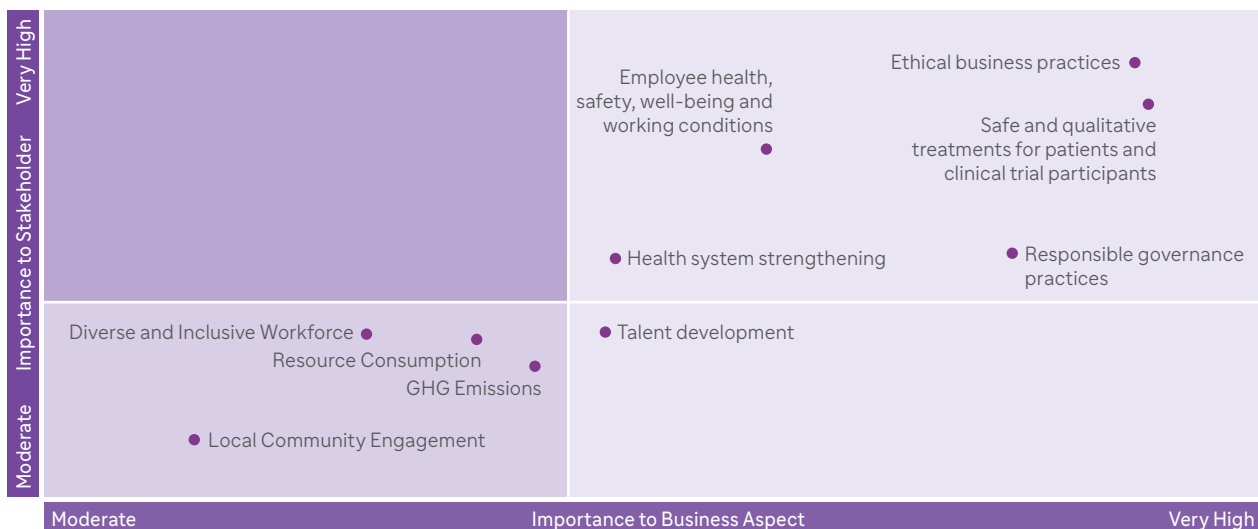 Very High
Importance to Stakeholder
Moderate
Employee health,
safety, well-being and
working conditions
Ethical business practices
Safe and qualitative
treatments for patients and
clinical trial participants
Health system strengthening
Responsible governance
practices
Diverse and Inclusive Workforce
Resource Consumption
GHG Emissions
Talent development
Local Community Engagement
Moderate
Importance to Business Aspect
Very High